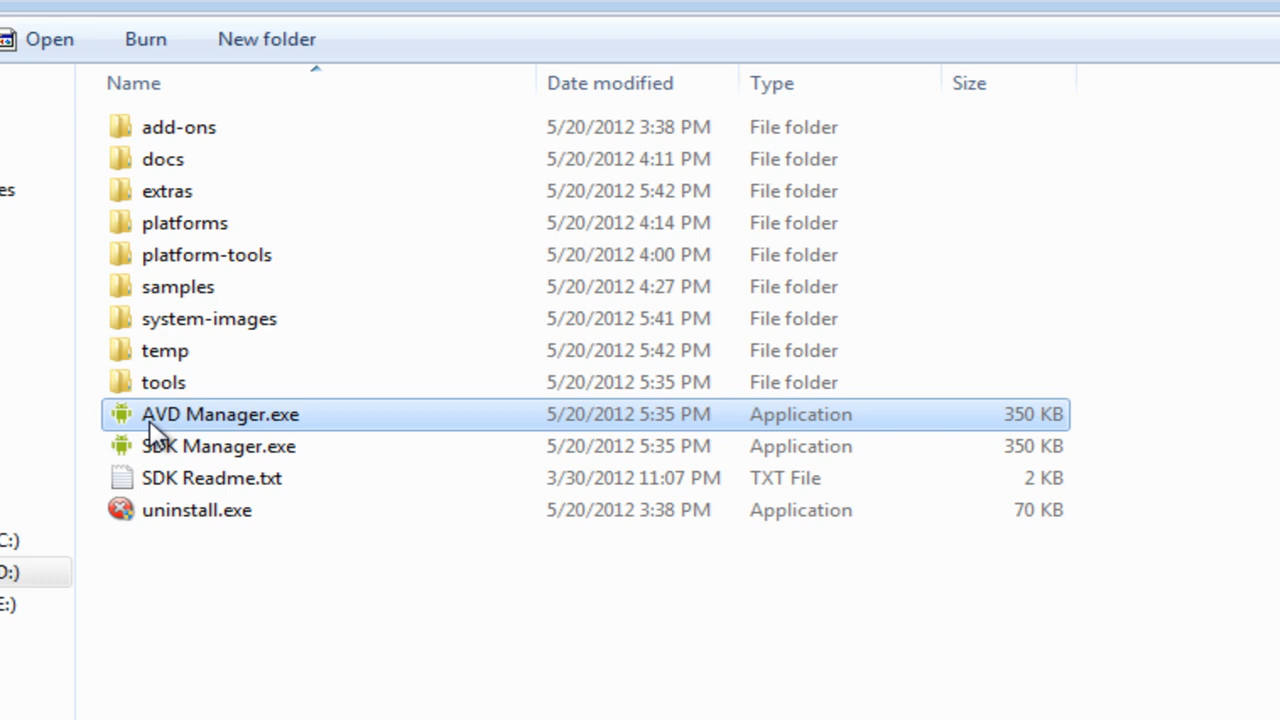 Open Burn New folder
Name Date modified Type Size
add-ons 5/20/2012 3:38 PM File folder
docs 5/20/2012 4:11 PM File folder
es extras 5/20/2012 5:42 PM File folder
platforms 5/20/2012 4:14 PM File folder
platform-tools 5/20/2012 4:00 PM File folder
samples 5/20/2012 4:27 PM File folder
system-images 5/20/2012 5:41 PM File folder
temp 5/20/2012 5:42 PM File folder
tools 5/20/2012 5:35 PM File folder
AVD Manager.exe 5/20/2012 5:35 PM Application 350 KB
SDK Manager.exe 5/20/2012 5:35 PM Application 350 KB
SDK Readme.txt 3/30/2012 11:07 PM TXT File 2 KB
uninstall.exe 5/20/2012 3:38 PM Application 70 KB
C:)
D:)
E:)